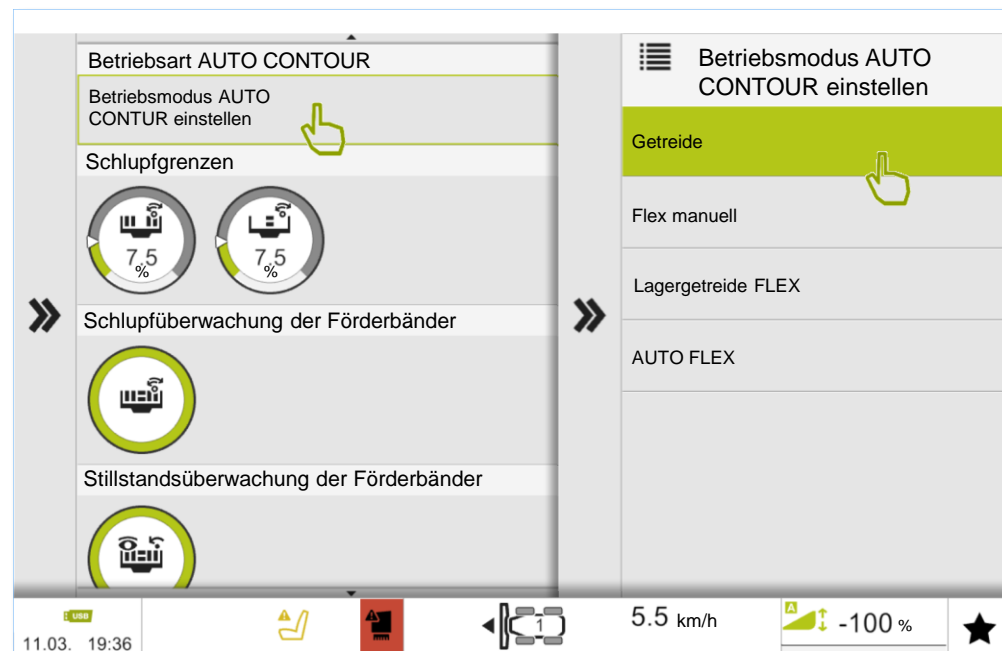 Betriebsart AUTO CONTOUR
Betriebsmodus AUTO
CONTUR einstellen
Schlupfgrenzen
7,5
%
7,5
%
Schlupfüberwachung der Förderbänder
Stillstandsüberwachung der Förderbänder
Betriebsmodus AUTO
CONTOUR einstellen
Getreide
Flex manuell
Lagergetreide FLEX
AUTO FLEX
USB
11.03. 19:36
1
5.5 km/h
A
-100 %